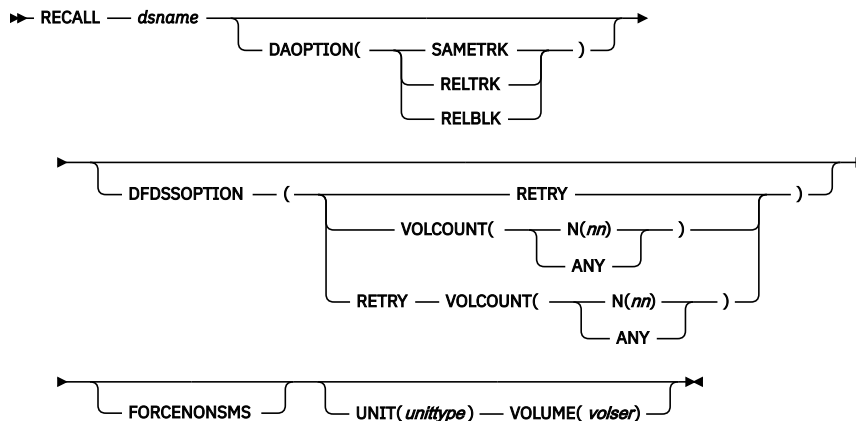 RECALL dsname
DAOPTION( SAMETRK )
RELTRK
RELBLK
DFDSSOPTION ( RETRY )
VOLCOUNT( N(nn) )
ANY
RETRY VOLCOUNT( N(nn) )
ANY
FORCENONSMS UNIT(unittype) VOLUME( volser)